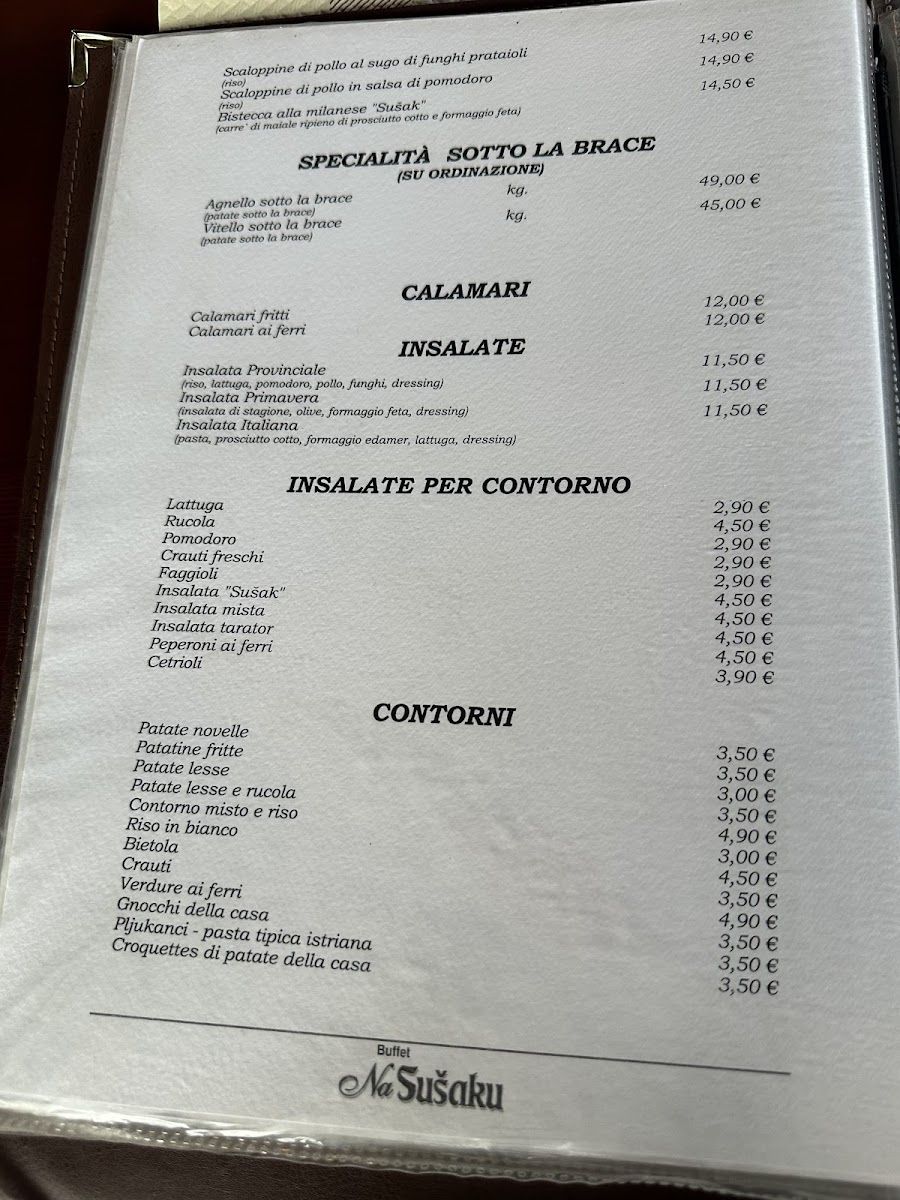 Scaloppine di pollo al sugo di funghi prataioli 14,90 €
(riso)
Scaloppine di pollo in salsa di pomodoro 14,90 €
(riso)
Bistecca alla milanese "Sušak" 14,50 €
(carre` di maiale ripieno di prosciutto cotto e formaggio feta)
SPECIALITÀ SOTTO LA BRACE
(SU ORDINAZIONE)
Agnello sotto la brace kg. 49,00 €
(patate sotto la brace)
Vitello sotto la brace kg. 45,00 €
(patate sotto la brace)
CALAMARI
Calamari fritti 12,00 €
Calamari ai ferri 12,00 €
INSALATE
Insalata Provinciale 11,50 €
(riso, lattuga, pomodoro, pollo, funghi, dressing)
Insalata Primavera 11,50 €
(insalata di stagione, olive, formaggio feta, dressing)
Insalata Italiana 11,50 €
(pasta, prosciutto cotto, formaggio edamer, lattuga, dressing)
INSALATE PER CONTORNO
Lattuga 2,90 €
Rucola 4,50 €
Pomodoro 2,90 €
Crauti freschi 2,90 €
Faggioli 2,90 €
Insalata "Sušak" 4,50 €
Insalata mista 4,50 €
Insalata tarator 4,50 €
Peperoni ai ferri 4,50 €
Cetrioli 3,90 €
CONTORNI
Patate novelle 3,50 €
Patatine fritte 3,50 €
Patate lesse 3,00 €
Patate lesse e rucola 3,50 €
Contorno misto e riso 4,90 €
Riso in bianco 3,00 €
Bietola 4,50 €
Crauti 3,50 €
Verdure ai ferri 4,90 €
Gnocchi della casa 3,50 €
Pljukanci - pasta tipica istriana 3,50 €
Croquettes di patate della casa 3,50 €
Buffet
Na Sušaku